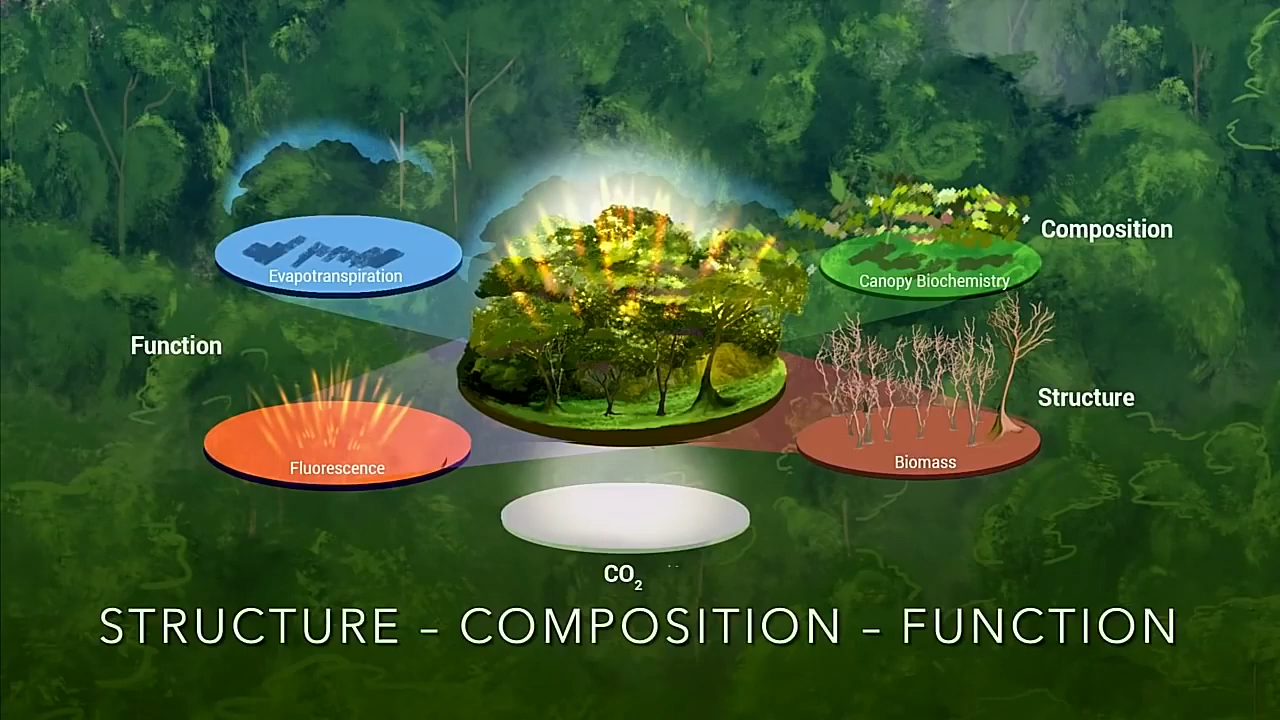 Composition
Evapotranspiration
Canopy Biochemistry
Function
Structure
Fluorescence
Biomass
CO₂
STRUCTURE – COMPOSITION – FUNCTION